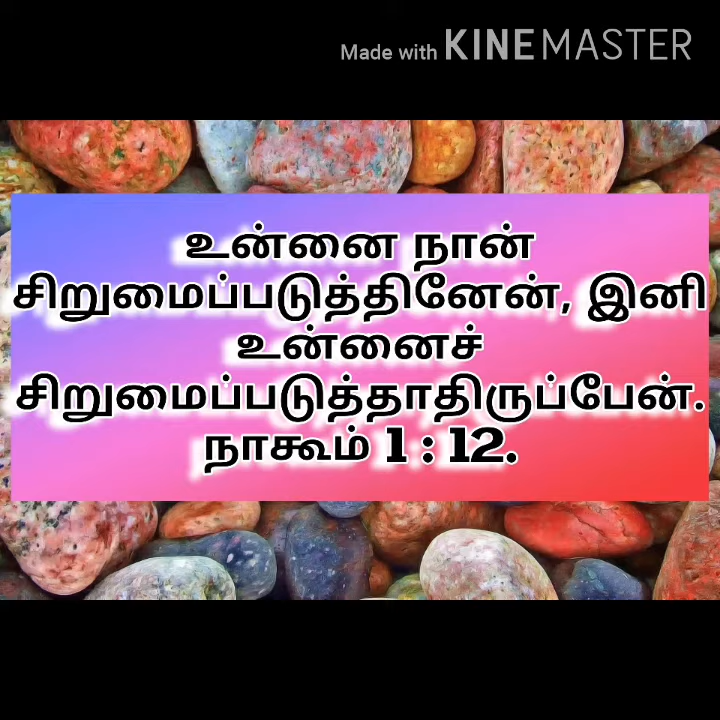 Made with KINEMASTER
உன்னை நான்
சிறுமைப்படுத்தினேன், இனி
உன்னைச்
சிறுமைப்படுத்தாதிருப்பேன்.
நாகூம் 1 : 12.